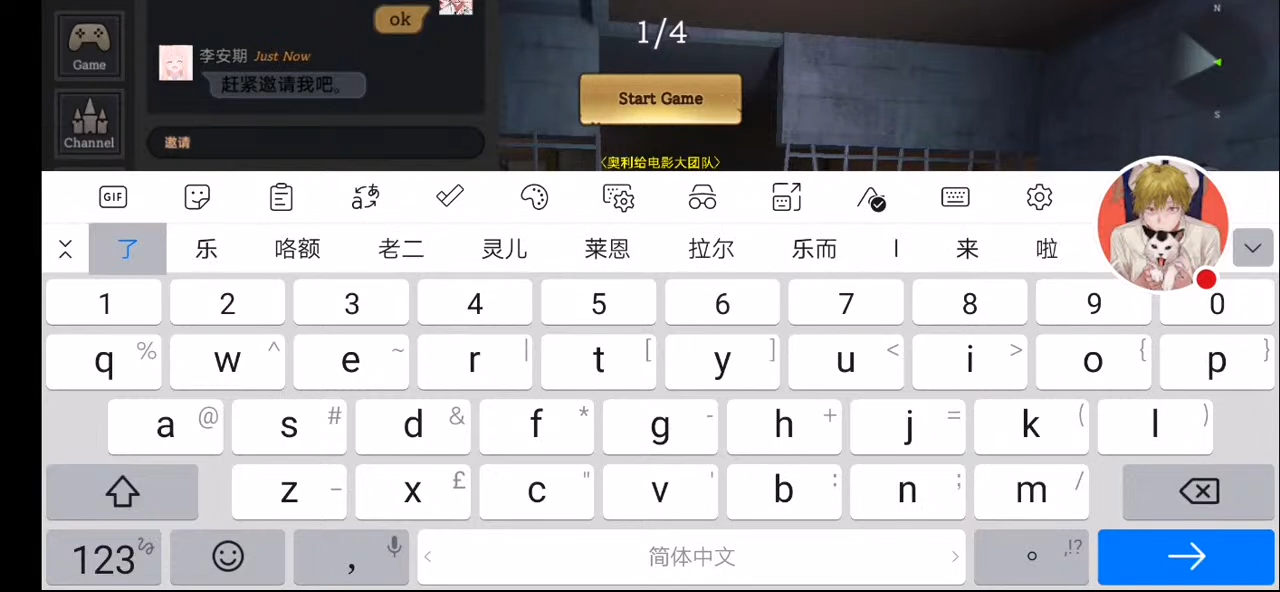 ok
1/4
N
Game
李安期 Just Now
赶紧邀请我吧。
Start Game
S
Channel
邀请
〈奥利给电影大团队〉
GIF
了 乐 咯额 老二 灵儿 莱恩 拉尔 乐而 l 来 啦
1 2 3 4 5 6 7 8 9 0
q % w ^ e ~ r | t [ y ] u < i > o { p }
a @ s # d & f * g - h + j = k ( l )
z _ x £ c " v ' b : n ; m /
123 , < 简体中文 > 。 ,!?